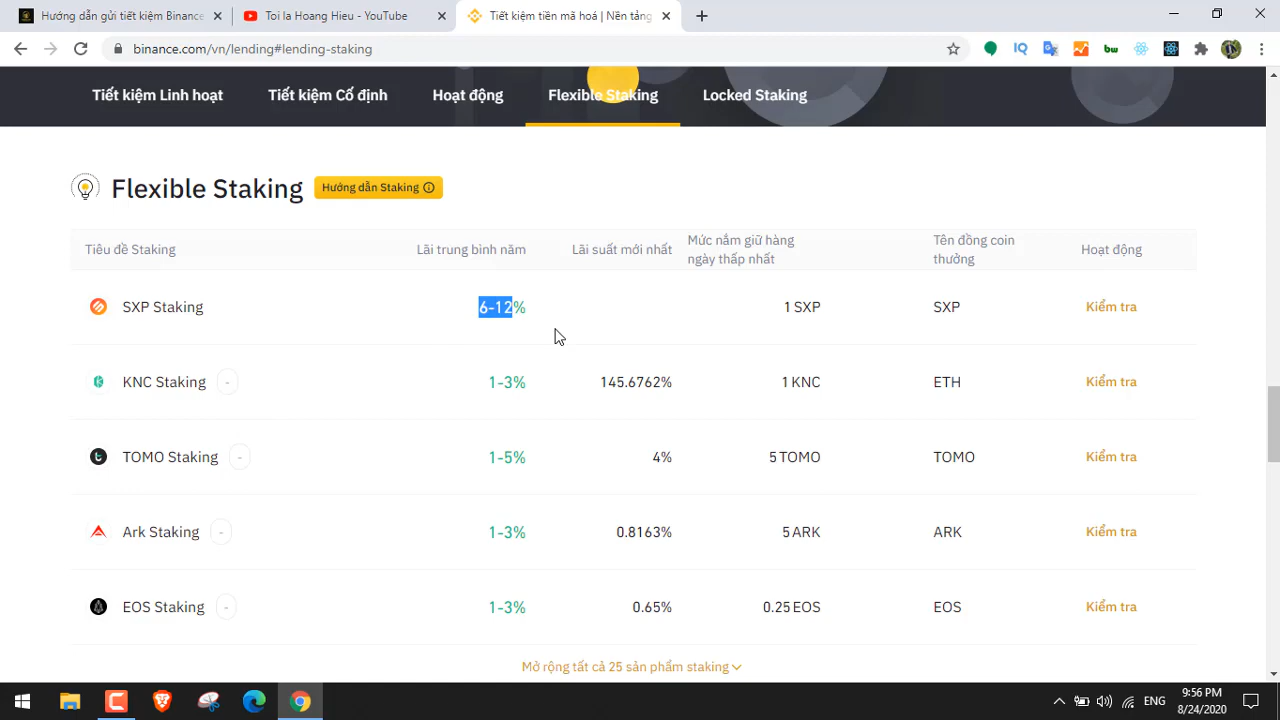 Hướng dẫn gửi tiết kiệm Binance
Toi la Hoang Hieu - YouTube
Tiết kiệm tiền mã hoá | Nền tảng
binance.com/vn/lending#lending-staking
Tiết kiệm Linh hoạt
Tiết kiệm Cố định
Hoạt động
Flexible Staking
Locked Staking
Flexible Staking
Hướng dẫn Staking
Tiêu đề Staking
Lãi trung bình năm
Lãi suất mới nhất
Mức nắm giữ hàng
ngày thấp nhất
Tên đồng coin
thưởng
Hoạt động
SXP Staking 6-12% 1 SXP SXP Kiểm tra
KNC Staking - 1-3% 145.6762% 1 KNC ETH Kiểm tra
TOMO Staking - 1-5% 4% 5 TOMO TOMO Kiểm tra
Ark Staking - 1-3% 0.8163% 5 ARK ARK Kiểm tra
EOS Staking - 1-3% 0.65% 0.25 EOS EOS Kiểm tra
Mở rộng tất cả 25 sản phẩm staking
ENG
9:56 PM
8/24/2020